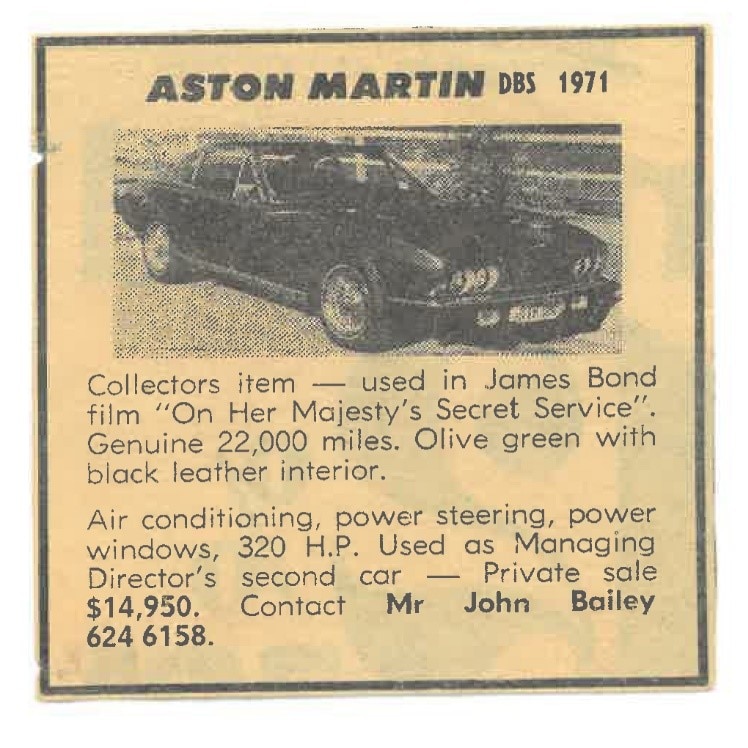 ASTON MARTIN DBS 1971
Collectors item — used in James Bond
film "On Her Majesty's Secret Service".
Genuine 22,000 miles. Olive green with
black leather interior.
Air conditioning, power steering, power
windows, 320 H.P. Used as Managing
Director's second car — Private sale
$14,950. Contact Mr John Bailey
624 6158.